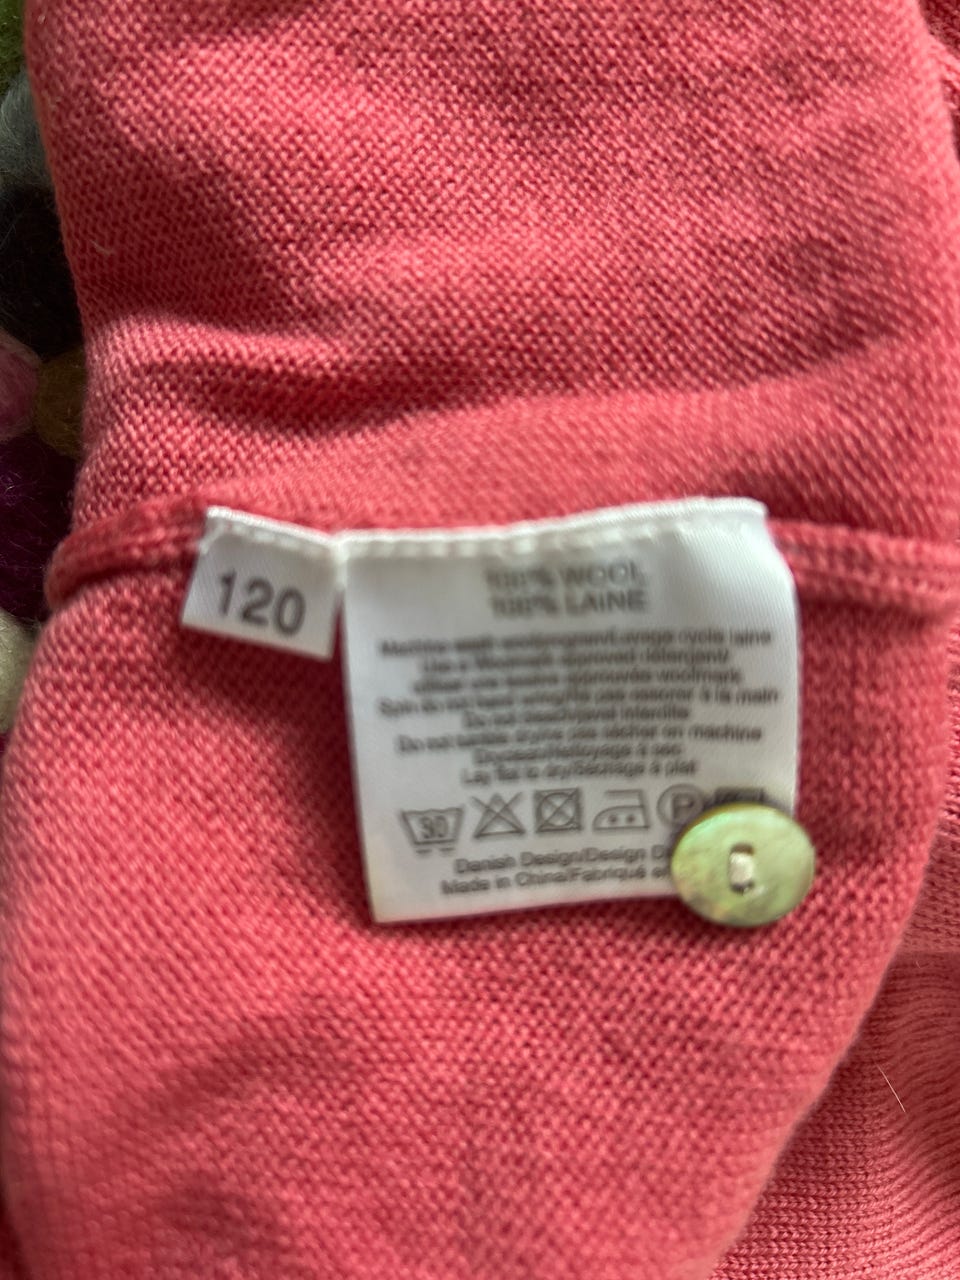 120
100% WOOL
100% LAINE
Machine wash woolprogram/Lavage cycle laine
Use a Woolmark approved detergent/
utiliser une lessive approuvée woolmark
Spin do not hand wring/Ne pas essorer à la main
Do not bleach/javel interdite
Do not tumble dry/ne pas sécher en machine
Dryclean/Nettoyage à sec
Lay flat to dry/Séchage à plat
30 P
Danish Design/Design D
Made in China/Fabriqué e